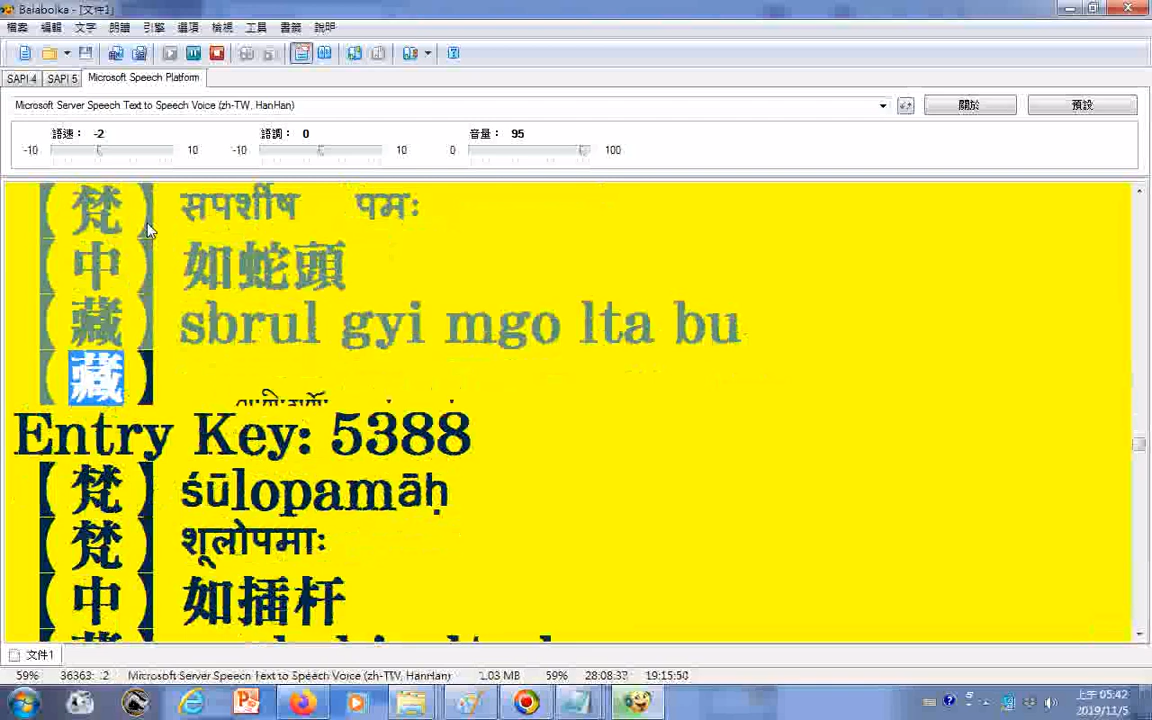 Balabolka - [文件1]
檔案 編輯 文字 朗讀 引擎 選項 檢視 工具 書籤 說明
SAPI 4 SAPI 5 Microsoft Speech Platform
Microsoft Server Speech Text to Speech Voice (zh-TW, HanHan) 關於 預設
語速： -2 語調： 0 音量： 95
-10 10 -10 10 0 100
【梵】 सपर्शीष पमः
【中】 如蛇頭
【藏】 sbrul gyi mgo lta bu
【藏】
Entry Key: 5388
【梵】 śūlopamāḥ
【梵】 शूलोपमाः
【中】 如插杆
文件1
59% 36363: 2 Microsoft Server Speech Text to Speech Voice (zh-TW, HanHan) 1.03 MB 59% 28:08:37 19:15:50
上午 05:42
2019/11/5